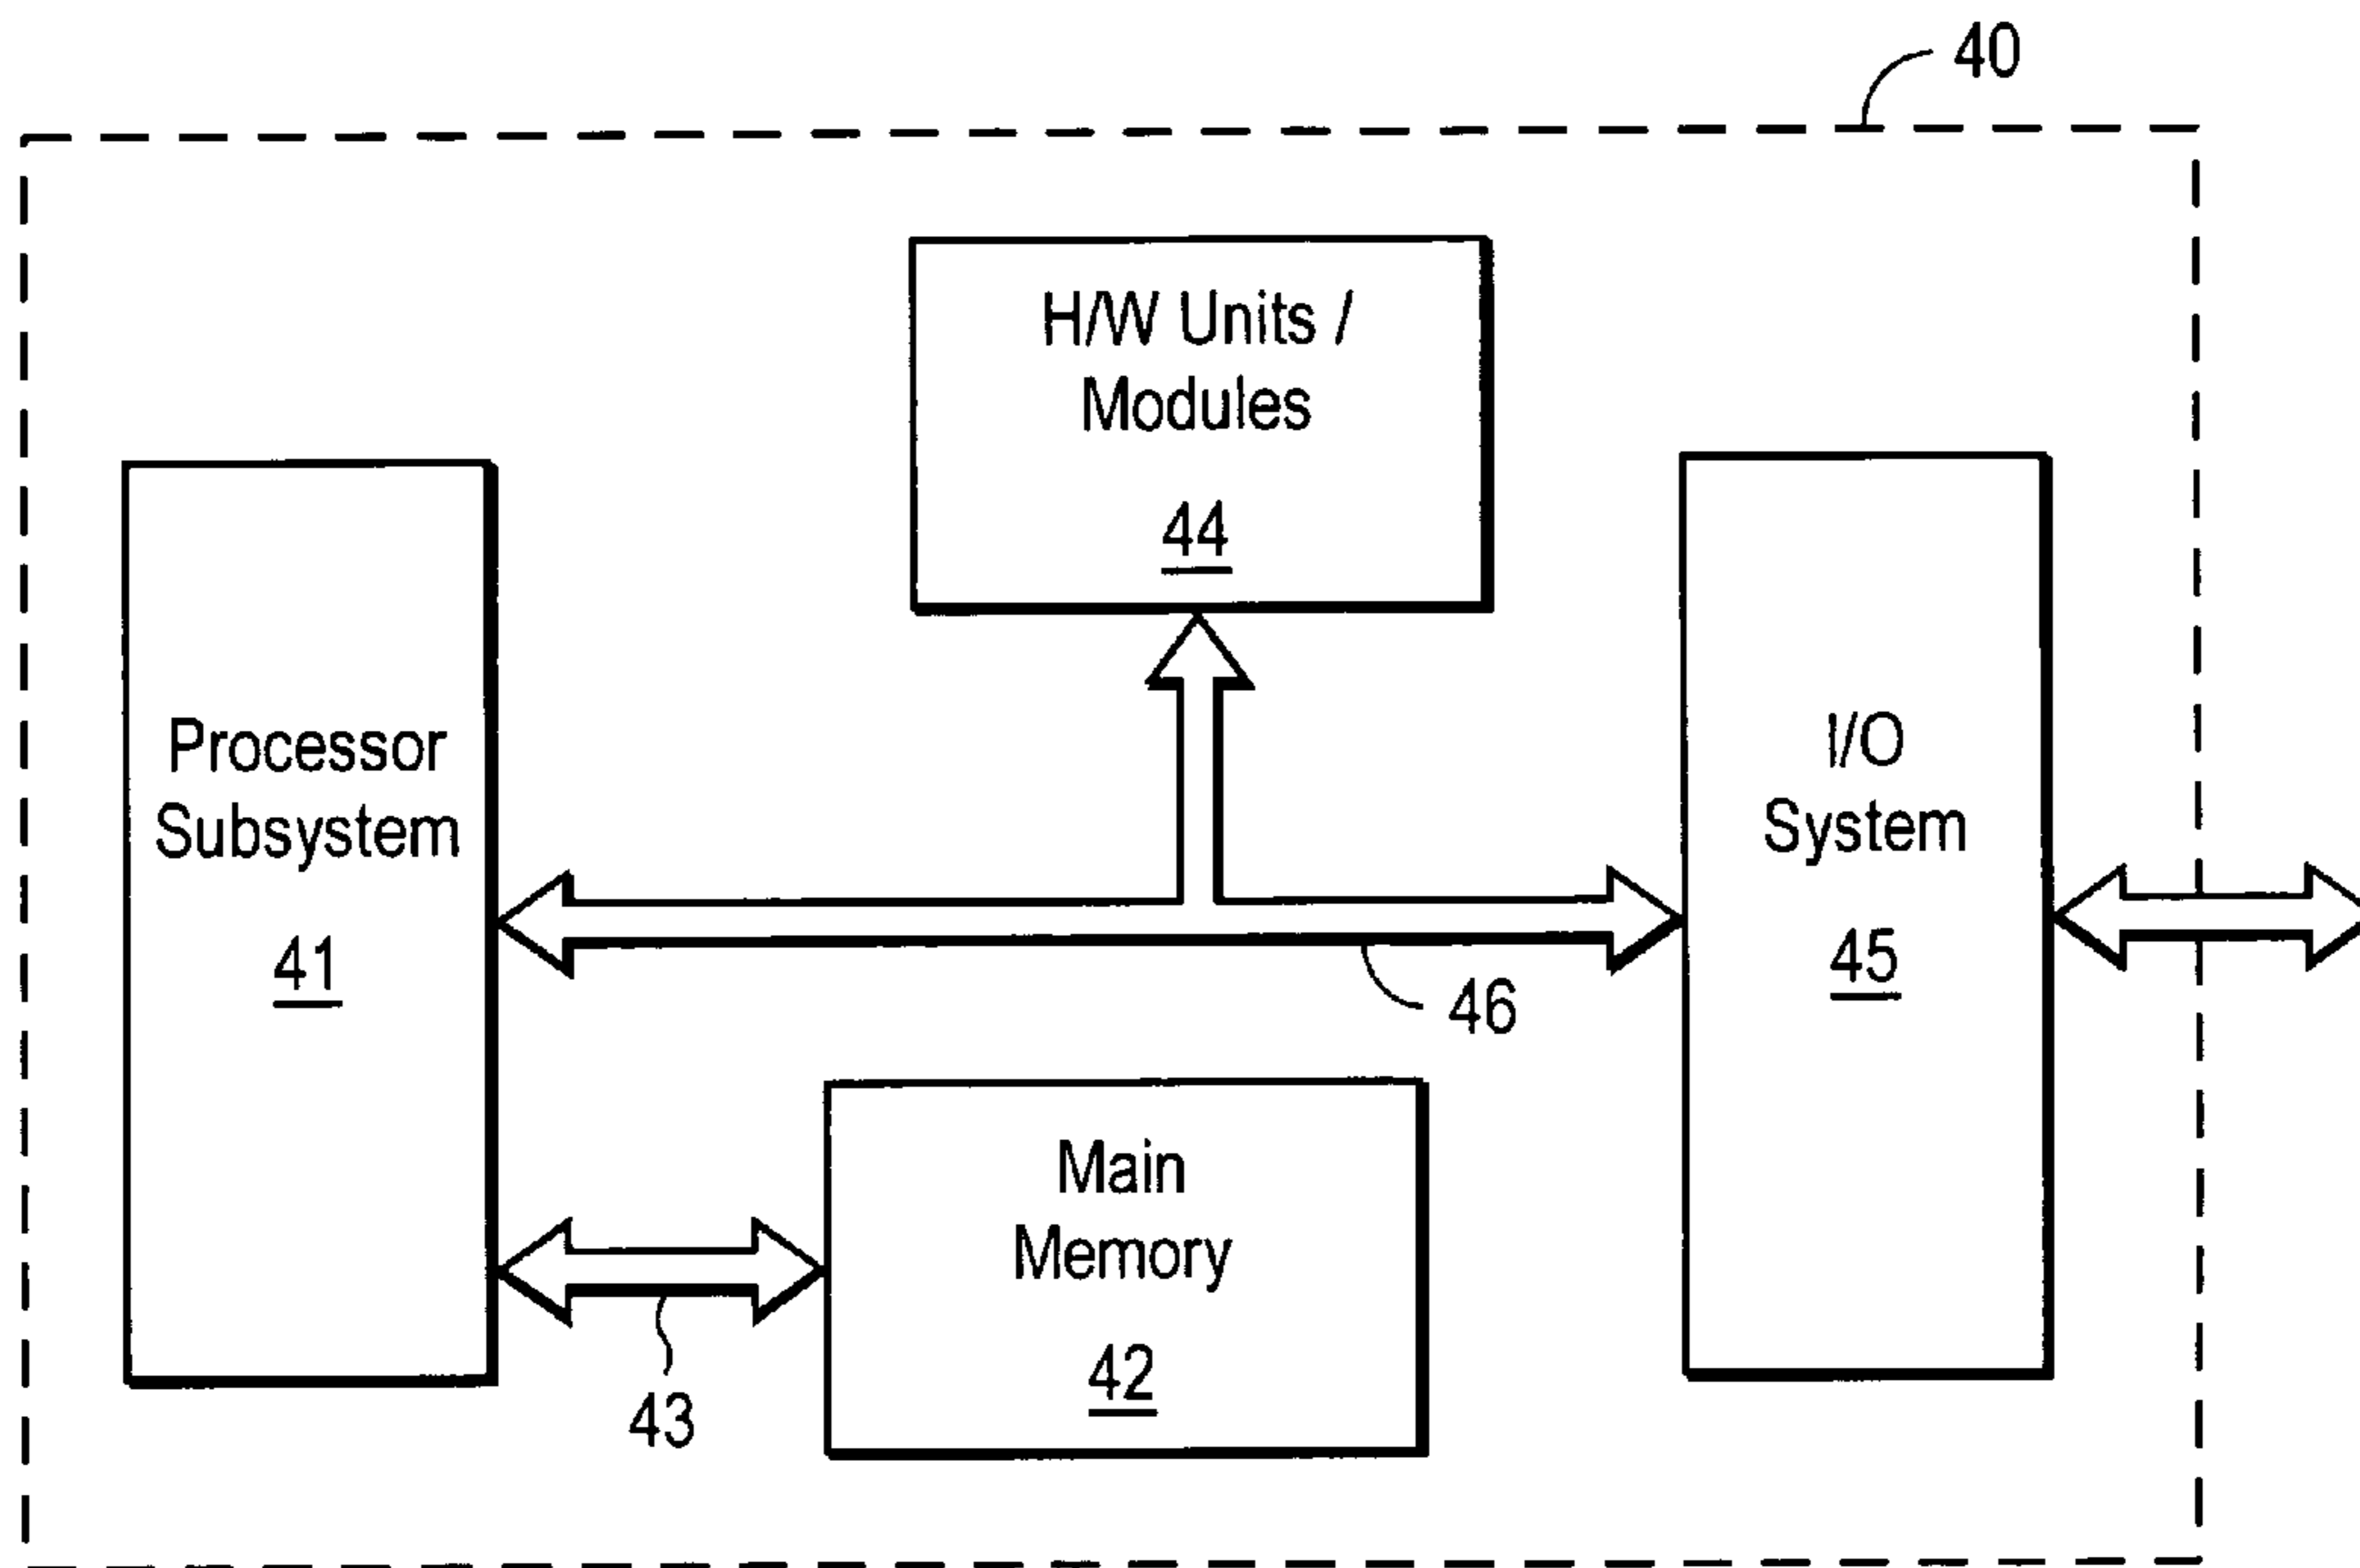 40
H/W Units /
Modules
44
Processor
Subsystem
41
I/O
System
45
46
Main
Memory
42
43